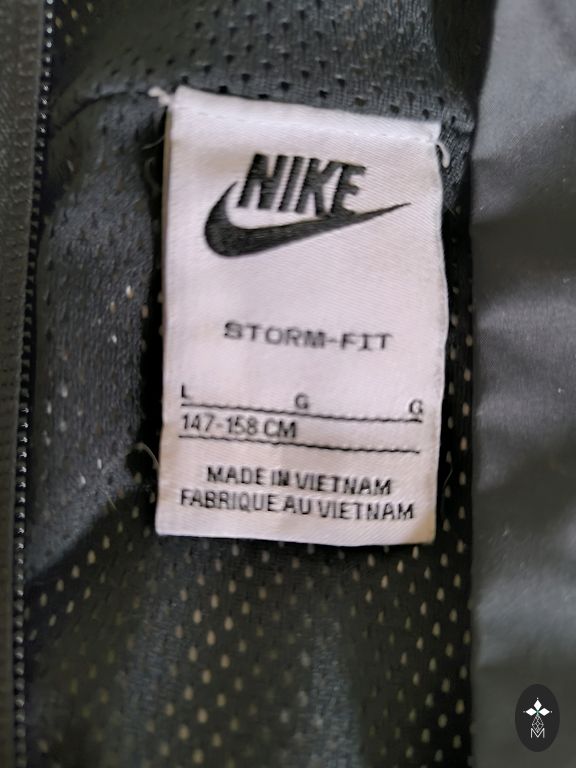 NIKE
STORM-FIT
L G G
147-158 CM
MADE IN VIETNAM
FABRIQUE AU VIETNAM
M